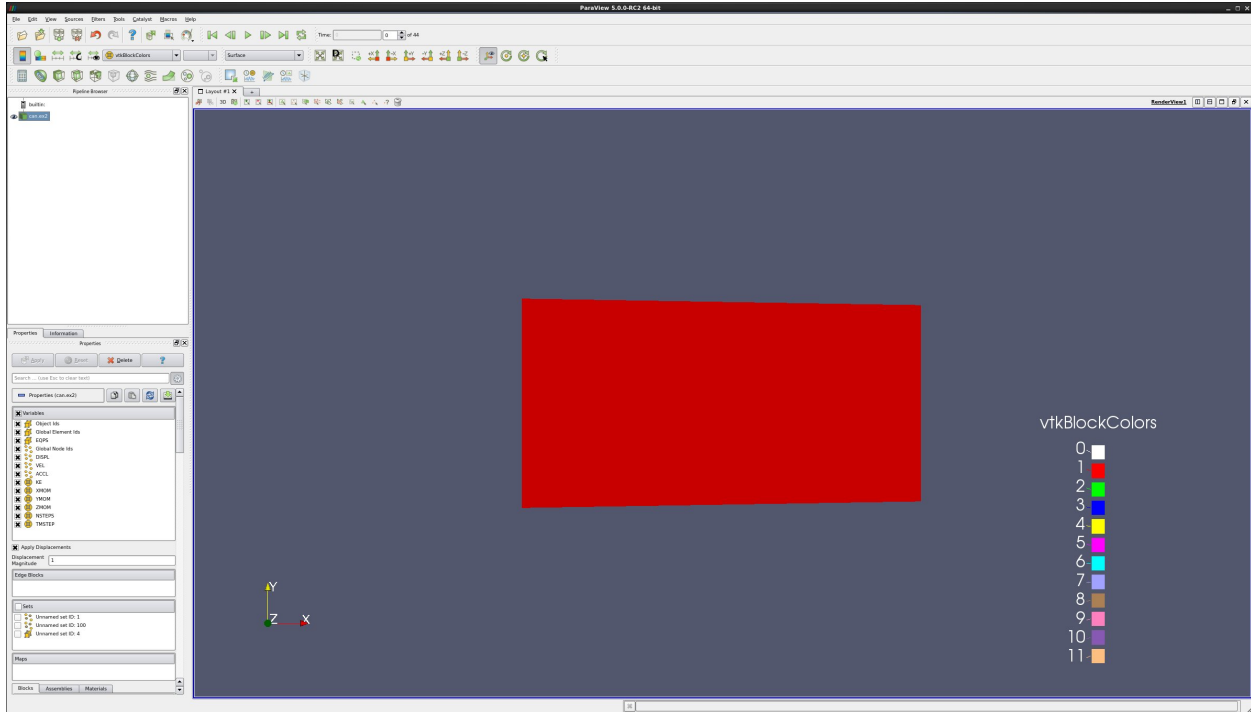 ParaView 5.0.0-RC2 64-bit
File Edit View Sources Filters Tools Catalyst Macros Help
Time: 0 of 44
vtkBlockColors Surface
Pipeline Browser
Layout #1
builtin:
3D
RenderView1
can.ex2
Properties Information
Properties
Apply Reset Delete ?
Search ... (use Esc to clear text)
Properties (can.ex2)
Variables
Object Ids
Global Element Ids
EQPS
Global Node Ids
DISPL
VEL
ACCL
KE
XMOM
YMOM
ZMOM
NSTEPS
TMSTEP
Apply Displacements
Displacement
Magnitude 1
Edge Blocks
Sets
Unnamed set ID: 1
Unnamed set ID: 100
Unnamed set ID: 4
Maps
Blocks Assemblies Materials
Y
Z X
vtkBlockColors
0
1
2
3
4
5
6
7
8
9
10
11